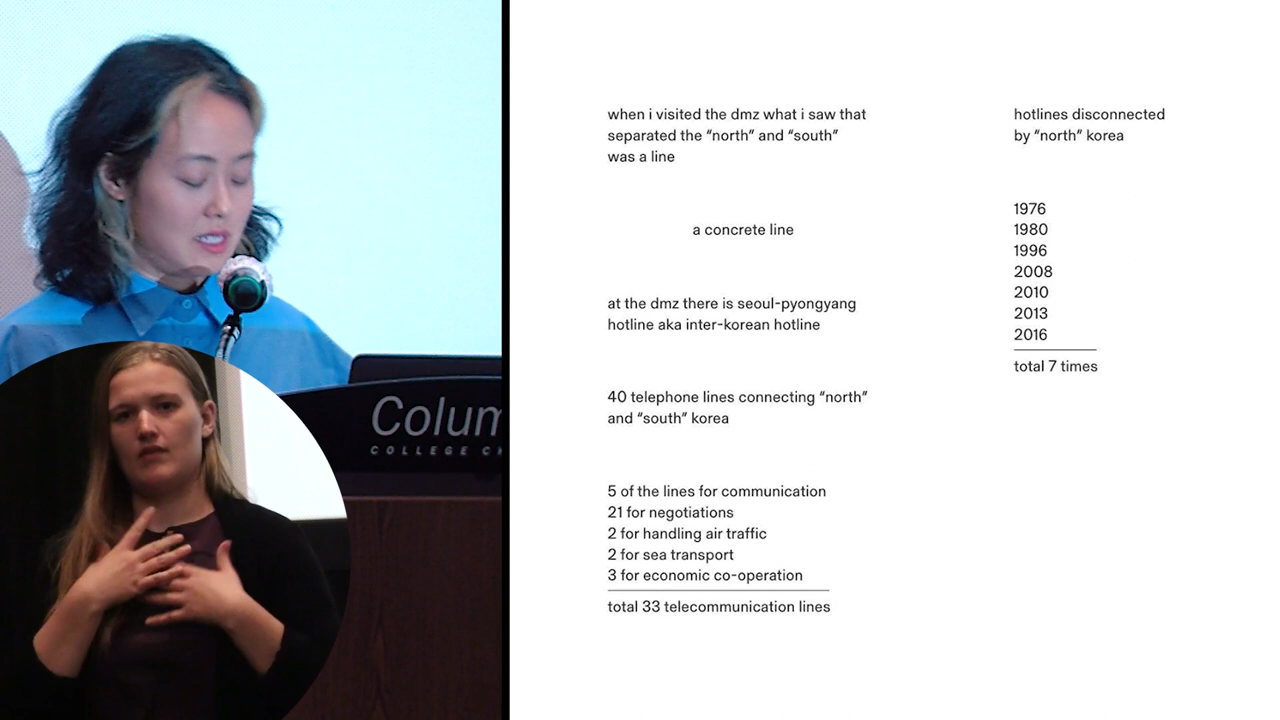 when i visited the dmz what i saw that
separated the “north” and “south”
was a line
a concrete line
at the dmz there is seoul-pyongyang
hotline aka inter-korean hotline
40 telephone lines connecting “north”
and “south” korea
5 of the lines for communication
21 for negotiations
2 for handling air traffic
2 for sea transport
3 for economic co-operation
total 33 telecommunication lines
hotlines disconnected
by “north” korea
1976
1980
1996
2008
2010
2013
2016
total 7 times
Colum
COLLEGE CH